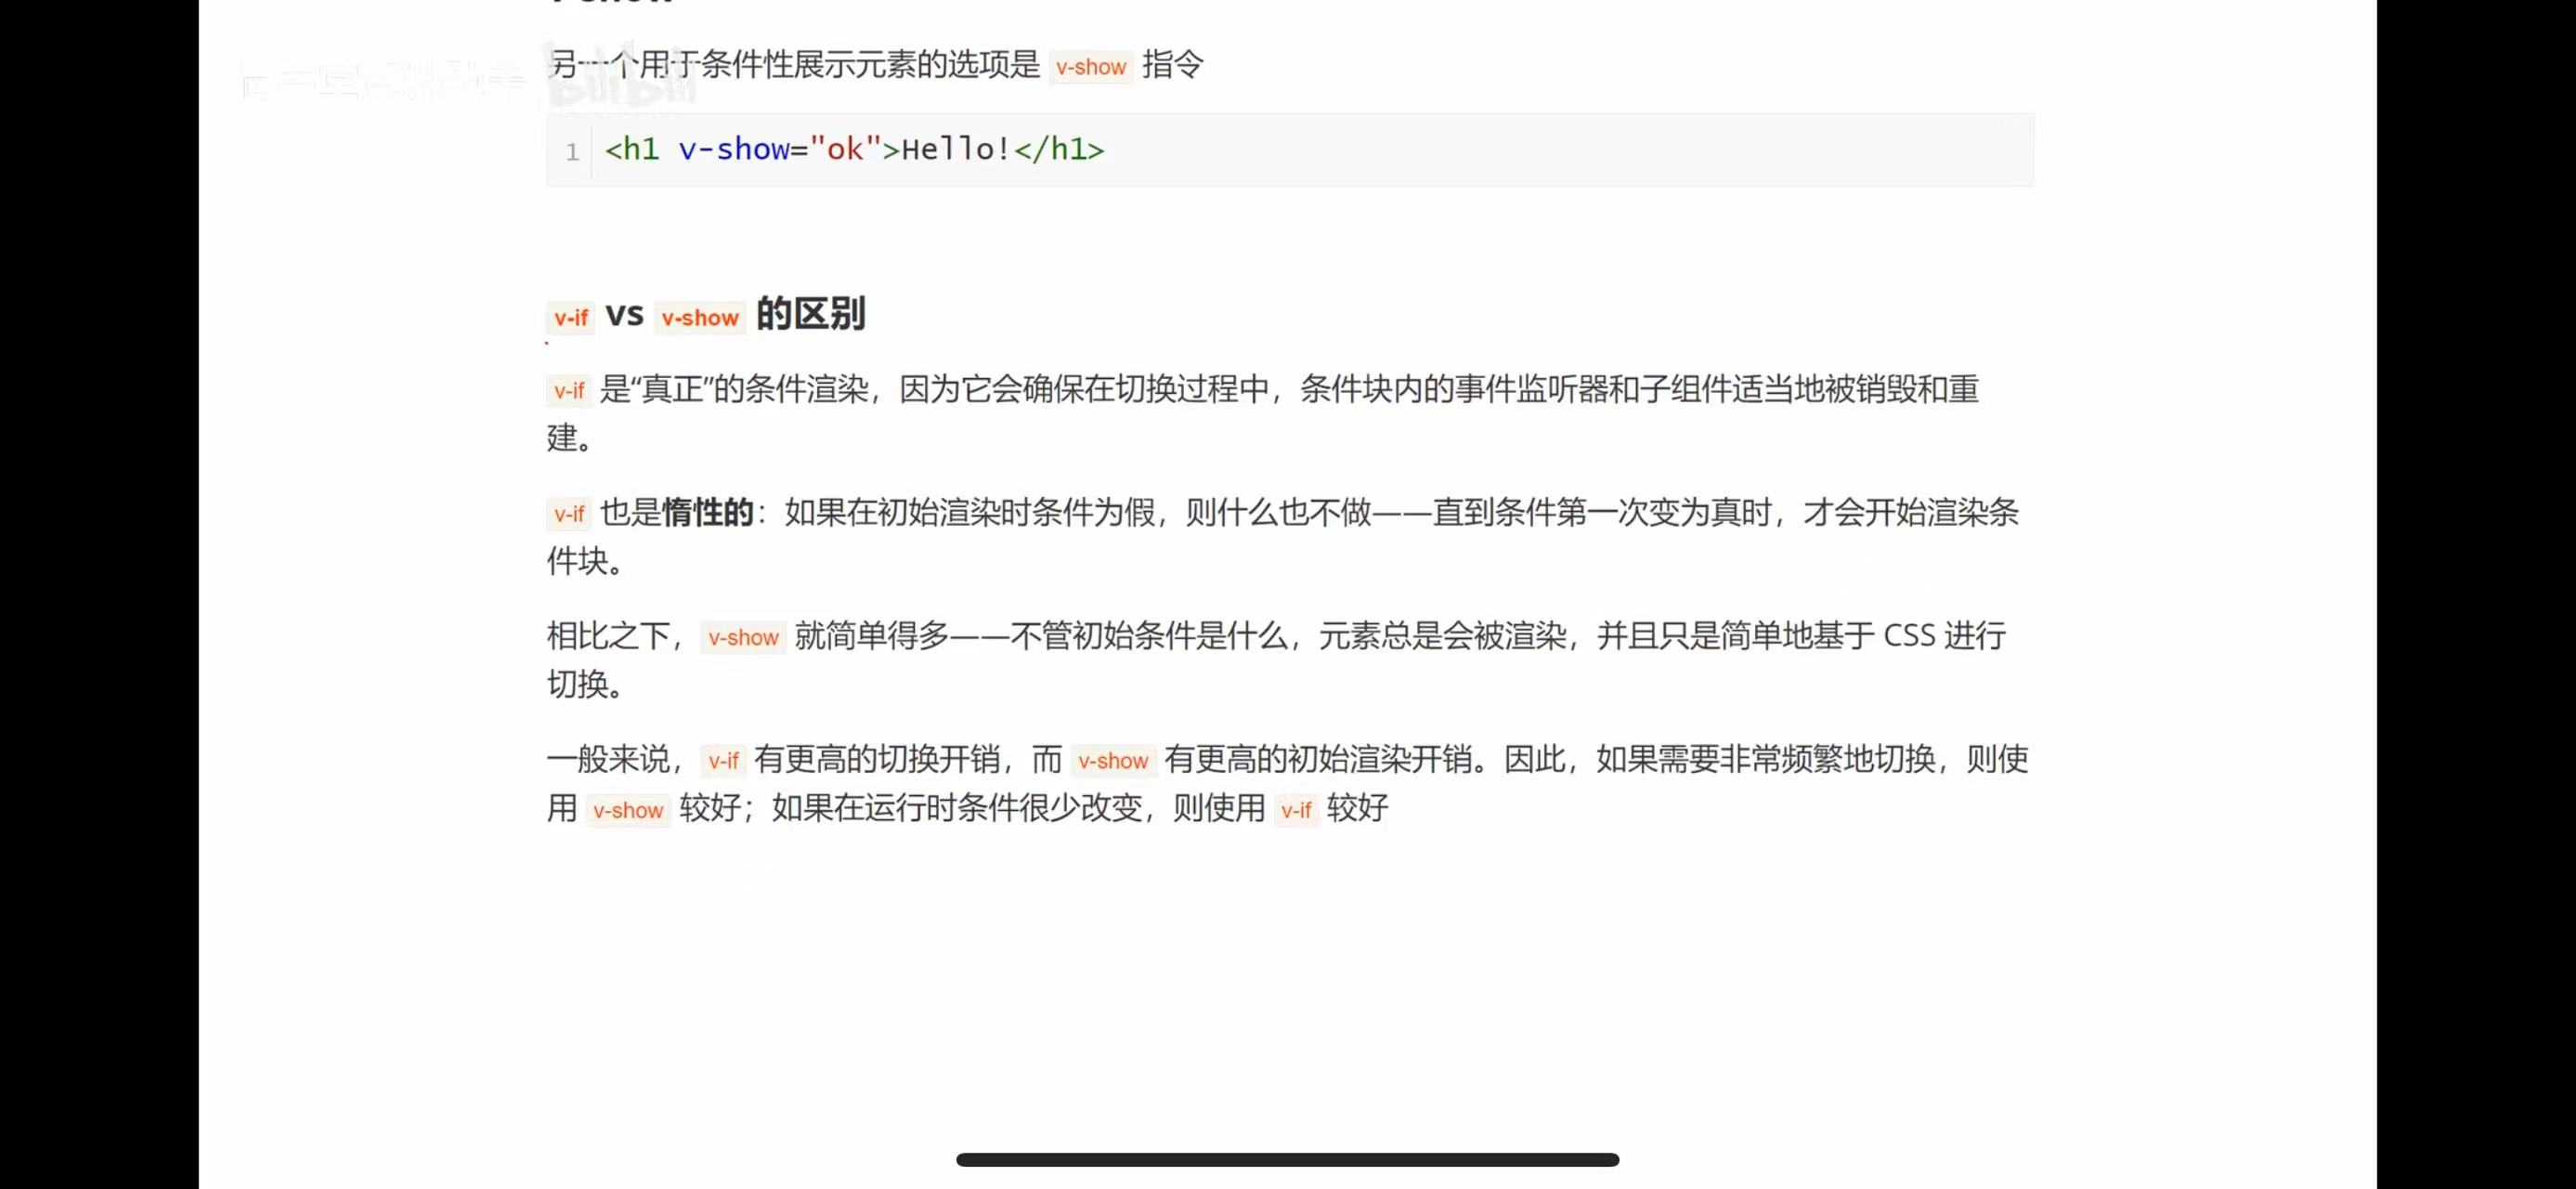 另一个用于条件性展示元素的选项是 v-show 指令
bilibili
1 <h1 v-show="ok">Hello!</h1>
v-if vs v-show 的区别
v-if 是“真正”的条件渲染，因为它会确保在切换过程中，条件块内的事件监听器和子组件适当地被销毁和重
建。
v-if 也是惰性的：如果在初始渲染时条件为假，则什么也不做——直到条件第一次变为真时，才会开始渲染条
件块。
相比之下，v-show 就简单得多——不管初始条件是什么，元素总是会被渲染，并且只是简单地基于 CSS 进行
切换。
一般来说，v-if 有更高的切换开销，而 v-show 有更高的初始渲染开销。因此，如果需要非常频繁地切换，则使
用 v-show 较好；如果在运行时条件很少改变，则使用 v-if 较好